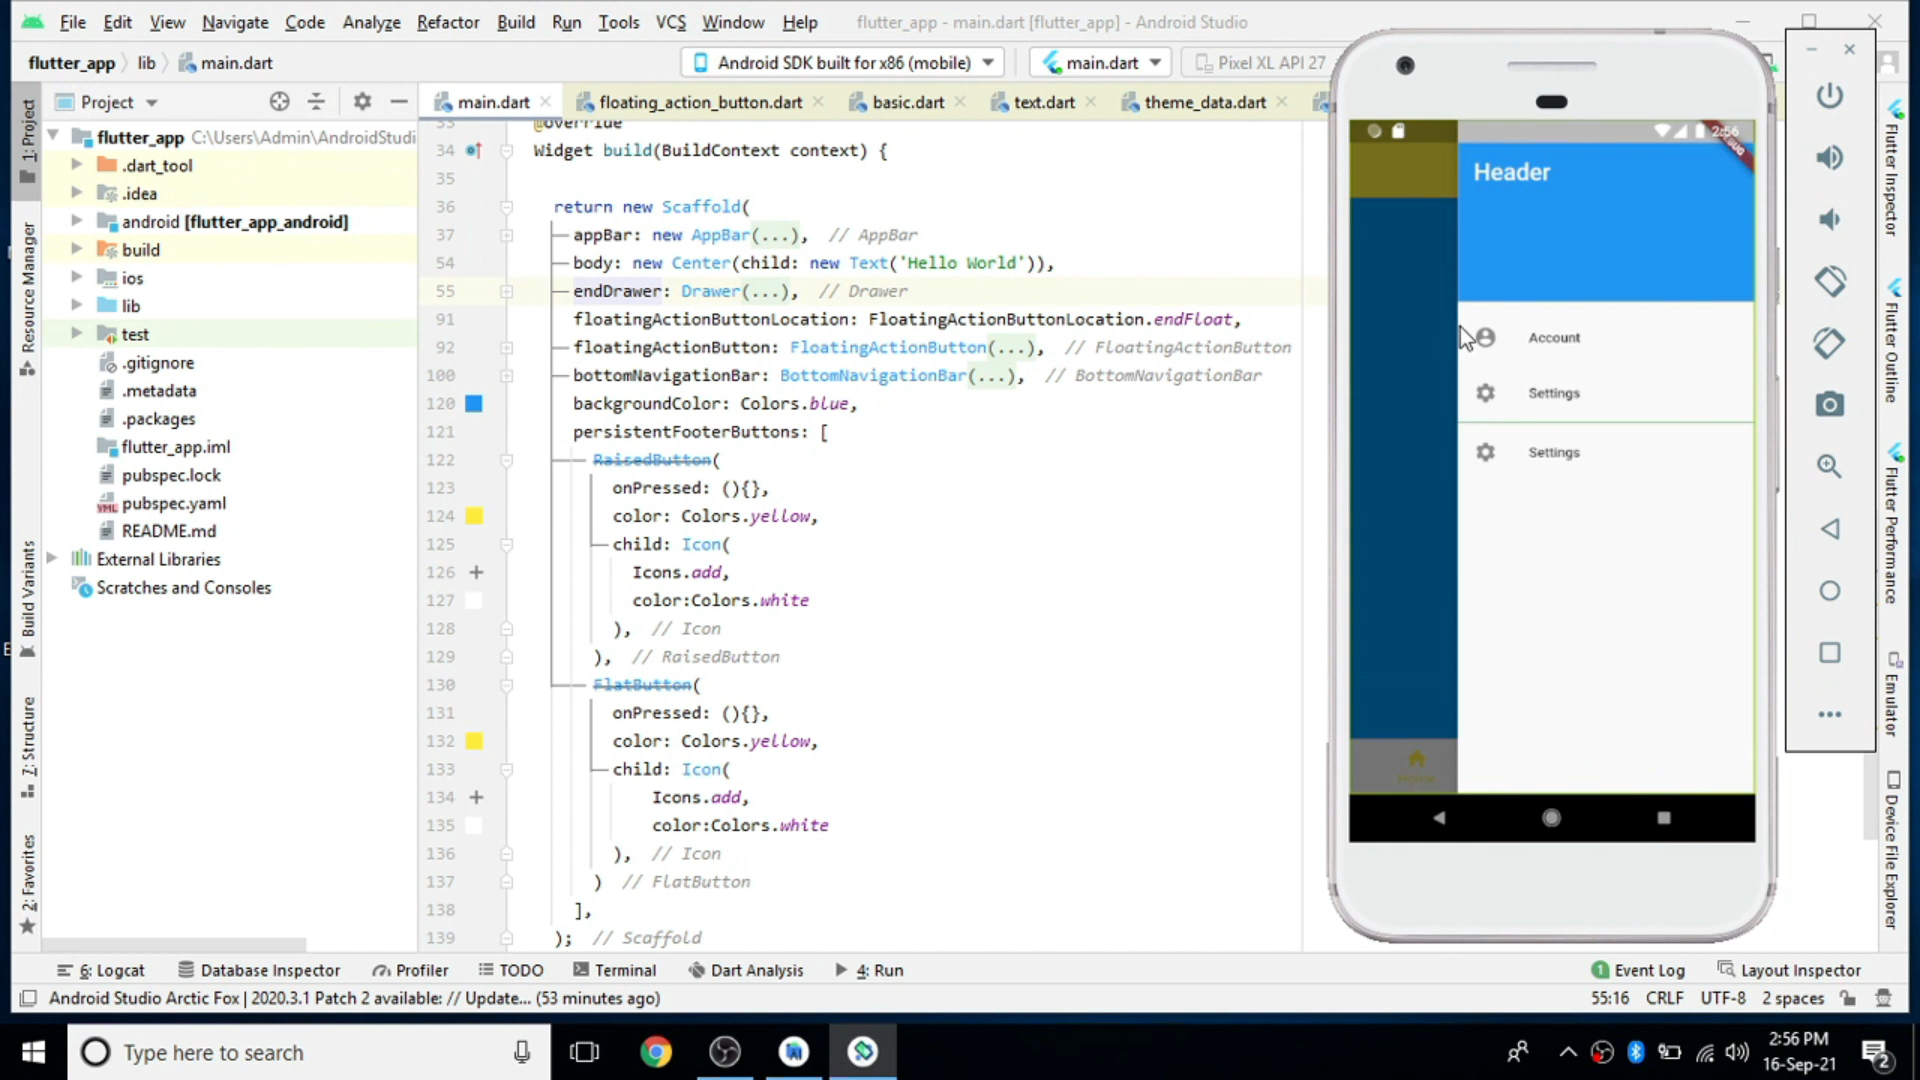 File Edit View Navigate Code Analyze Refactor Build Run Tools VCS Window Help flutter_app - main.dart [flutter_app] - Android Studio
flutter_app lib main.dart Android SDK built for x86 (mobile) main.dart Pixel XL API 27
Project main.dart floating_action_button.dart basic.dart text.dart theme_data.dart
flutter_app C:\Users\Admin\AndroidStudi
.dart_tool
.idea
android [flutter_app_android]
build
ios
lib
test
.gitignore
.metadata
.packages
flutter_app.iml
pubspec.lock
pubspec.yaml
README.md
External Libraries
Scratches and Consoles
1: Project
Resource Manager
Build Variants
7: Structure
2: Favorites
33 @override
34 Widget build(BuildContext context) {
35
36 return new Scaffold(
37 appBar: new AppBar(...), // AppBar
54 body: new Center(child: new Text('Hello World')),
55 endDrawer: Drawer(...), // Drawer
91 floatingActionButtonLocation: FloatingActionButtonLocation.endFloat,
92 floatingActionButton: FloatingActionButton(...), // FloatingActionButton
100 bottomNavigationBar: BottomNavigationBar(...), // BottomNavigationBar
120 backgroundColor: Colors.blue,
121 persistentFooterButtons: [
122 RaisedButton(
123 onPressed: (){},
124 color: Colors.yellow,
125 child: Icon(
126 Icons.add,
127 color:Colors.white
128 ), // Icon
129 ), // RaisedButton
130 FlatButton(
131 onPressed: (){},
132 color: Colors.yellow,
133 child: Icon(
134 Icons.add,
135 color:Colors.white
136 ), // Icon
137 ) // FlatButton
138 ],
139 ); // Scaffold
2:56
DEBUG
Header
Account
Settings
Settings
Home
Flutter Inspector
Flutter Outline
Flutter Performance
Emulator
Device File Explorer
6: Logcat Database Inspector Profiler TODO Terminal Dart Analysis 4: Run 1 Event Log Layout Inspector
Android Studio Arctic Fox | 2020.3.1 Patch 2 available: // Update... (53 minutes ago) 55:16 CRLF UTF-8 2 spaces
Type here to search
2:56 PM
16-Sep-21
2